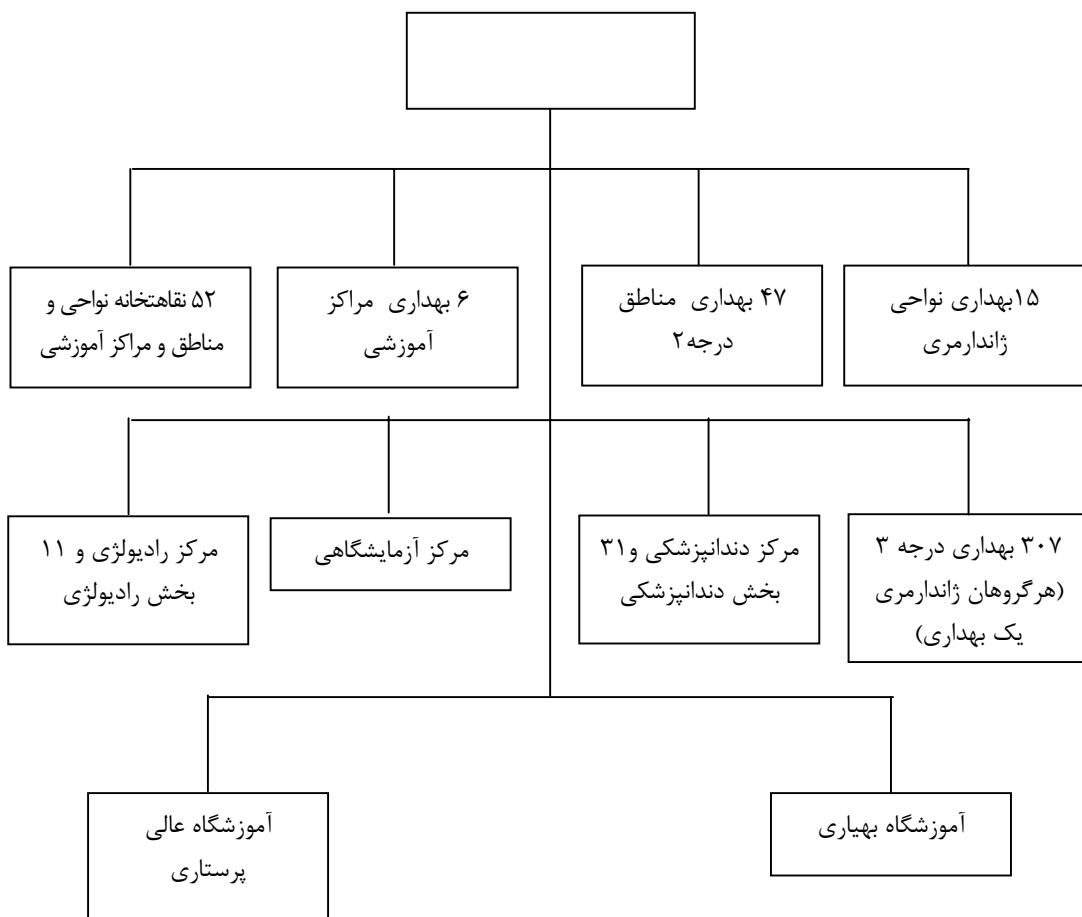 ۱۵بهداری نواحی
ژاندارمری
۴۷ بهداری مناطق
درجه۲
۶ بهداری مراکز
آموزشی
۵۲ نقاهتخانه نواحی و
مناطق و مراکز آموزشی
۳۰۷ بهداری درجه ۳
(هرگروهان ژاندارمری
یک بهداری)
مرکز دندانپزشکی و۳۱
بخش دندانپزشکی
مرکز آزمایشگاهی
مرکز رادیولژی و ۱۱
بخش رادیولژی
آموزشگاه بهیاری
آموزشگاه عالی
پرستاری